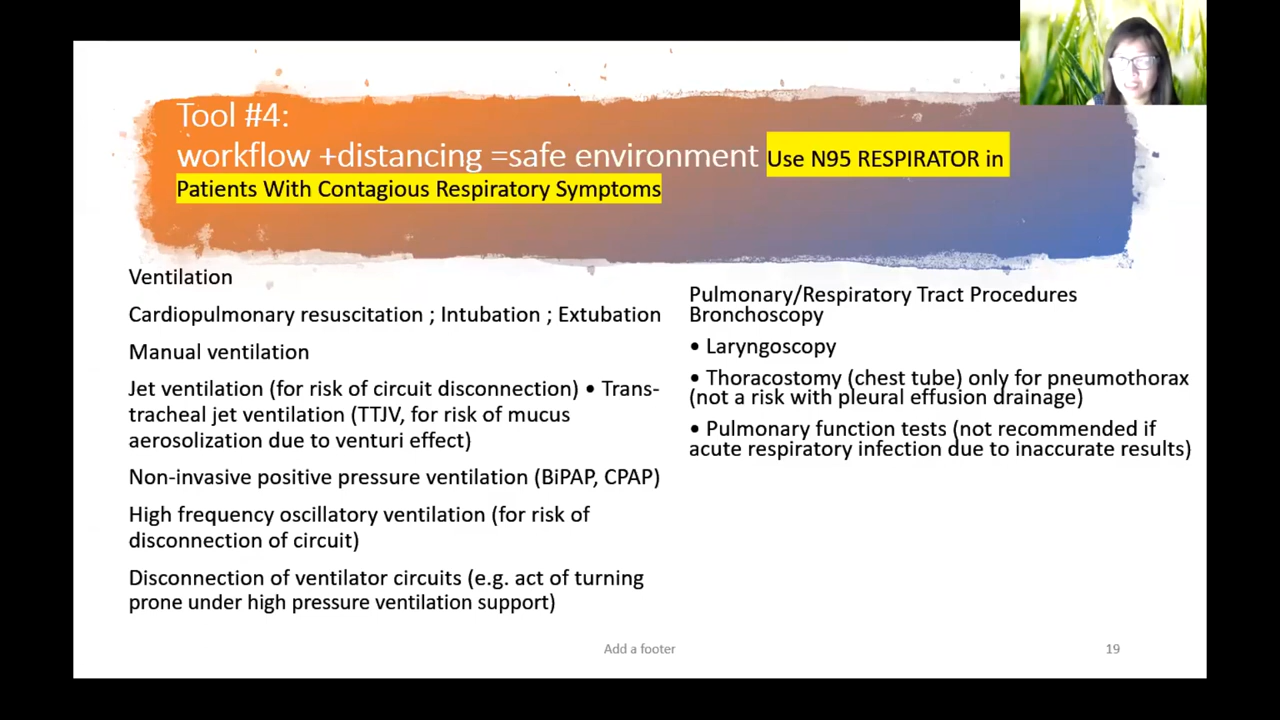 Tool #4:
workflow +distancing =safe environment Use N95 RESPIRATOR in
Patients With Contagious Respiratory Symptoms
Ventilation
Cardiopulmonary resuscitation ; Intubation ; Extubation
Manual ventilation
Jet ventilation (for risk of circuit disconnection) • Trans-
tracheal jet ventilation (TTJV, for risk of mucus
aerosolization due to venturi effect)
Non-invasive positive pressure ventilation (BiPAP, CPAP)
High frequency oscillatory ventilation (for risk of
disconnection of circuit)
Disconnection of ventilator circuits (e.g. act of turning
prone under high pressure ventilation support)
Pulmonary/Respiratory Tract Procedures
Bronchoscopy
• Laryngoscopy
• Thoracostomy (chest tube) only for pneumothorax
(not a risk with pleural effusion drainage)
• Pulmonary function tests (not recommended if
acute respiratory infection due to inaccurate results)
Add a footer
19